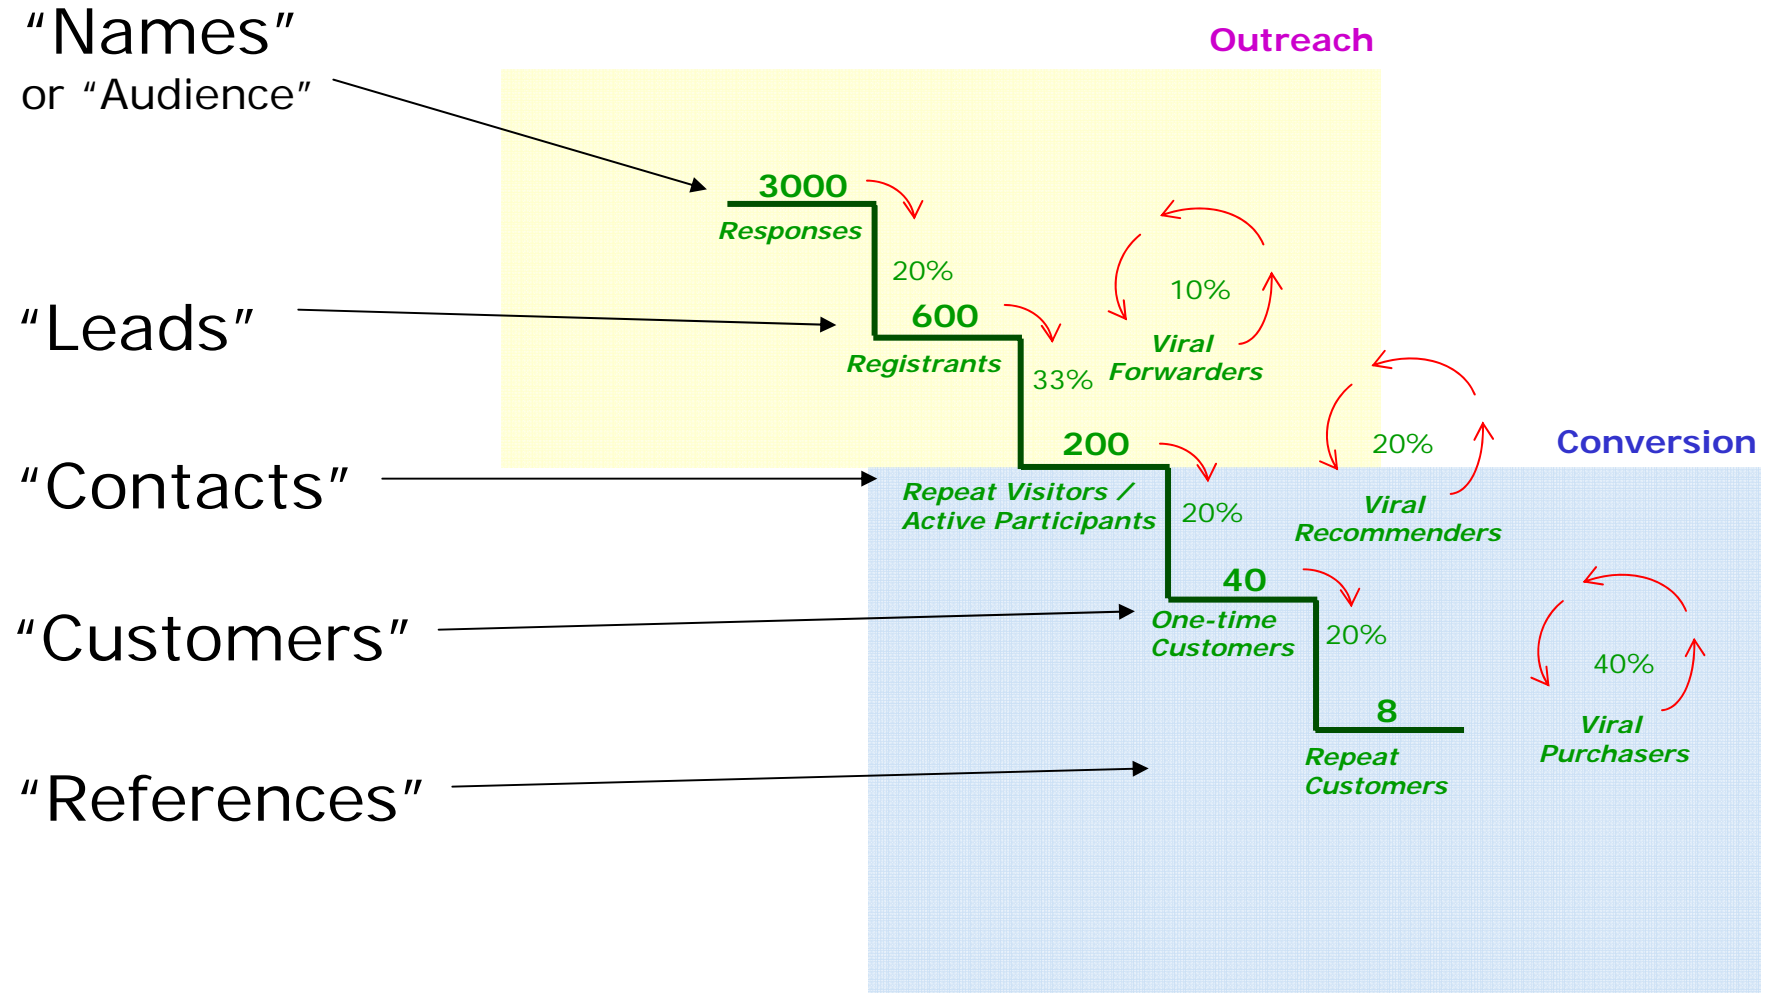 “Names”
or “Audience”
Outreach
3000
Responses
20%
10%
“Leads”
600
Registrants
33%
Viral
Forwarders
200
20%
Conversion
“Contacts”
Repeat Visitors /
Active Participants
20%
Viral
Recommenders
40
“Customers”
One-time
Customers
20%
40%
8
Viral
Purchasers
“References”
Repeat
Customers